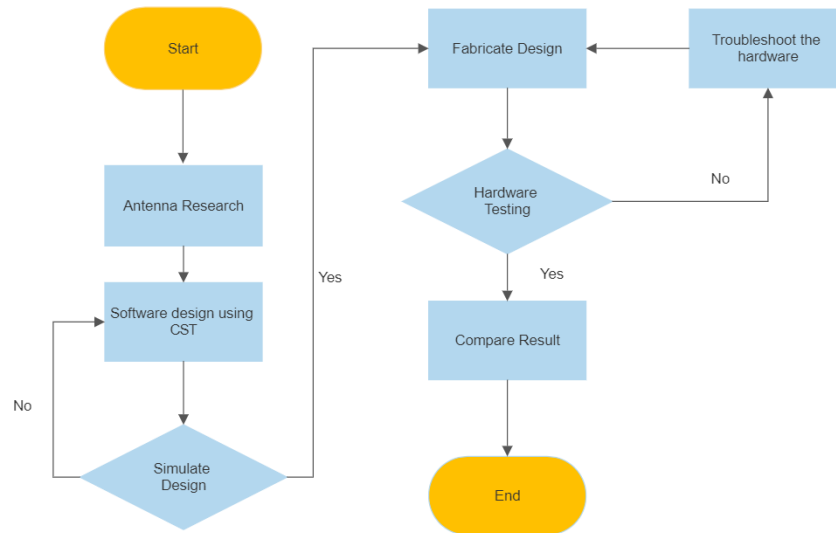 Start
Antenna Research
Software design using
CST
No
Simulate
Design
Yes
Fabricate Design
Troubleshoot the
hardware
Hardware
Testing
No
Yes
Compare Result
End